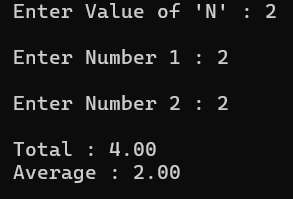 Enter Value of 'N' : 2
Enter Number 1 : 2
Enter Number 2 : 2
Total : 4.00
Average : 2.00